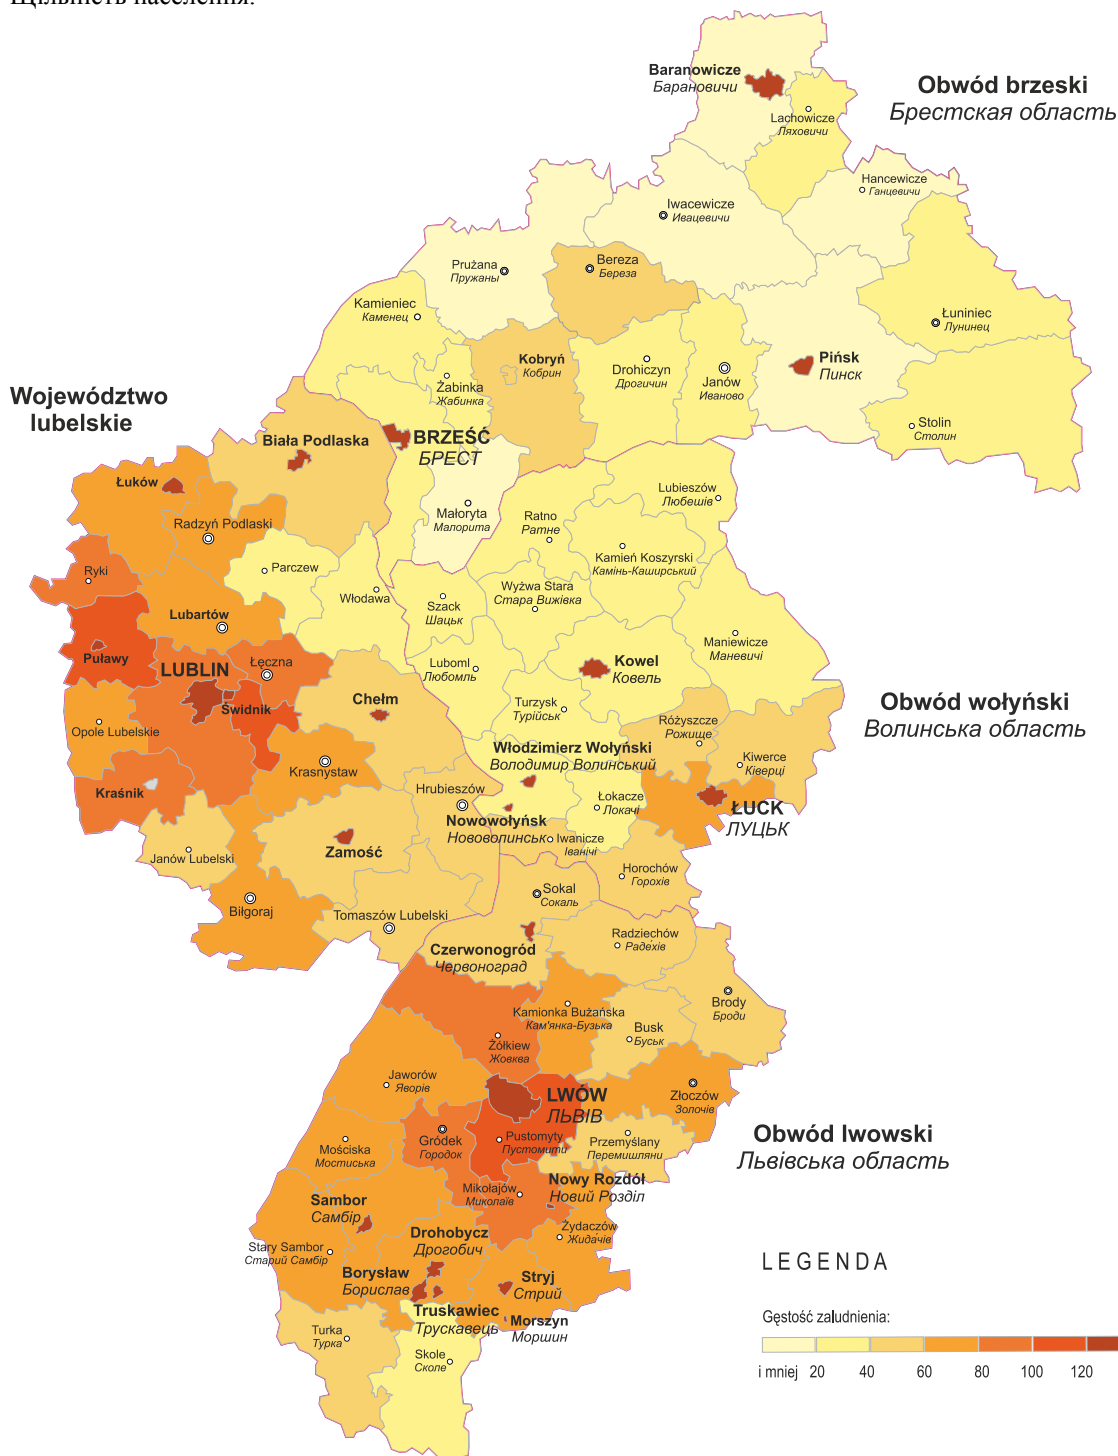 Щільність населення.
Baranowicze
Барановичи
Obwód brzeski
Брестская область
Lachowicze
Ляховичи
Hancewicze
Ганцевичи
Iwacewicze
Ивацевичи
Prużana
Пружаны
Bereza
Береза
Kamieniec
Каменец
Łuniniec
Лунинец
Kobryń
Кобрин
Żabinka
Жабинка
Drohiczyn
Дрогичин
Janów
Иваново
Pińsk
Пинск
Stolin
Столин
Województwo
lubelskie
Biała Podlaska
BRZEŚĆ
БРЕСТ
Małoryta
Малорита
Łuków
Radzyń Podlaski
Lubieszów
Любешів
Ratno
Ратне
Kamień Koszyrski
Камінь-Каширський
Ryki
Parczew
Włodawa
Wyżwa Stara
Стара Вижівка
Szack
Шацьк
Lubartów
Maniewicze
Маневичі
Puławy
LUBLIN
Łęczna
Luboml
Любомль
Kowel
Ковель
Świdnik
Chełm
Turzysk
Турійськ
Obwód wołyński
Волинська область
Opole Lubelskie
Różyszcze
Рожище
Włodzimierz Wołyński
Володимир Волинський
Kiwerce
Ківерці
Krasnystaw
Kraśnik
Hrubieszów
Łokacze
Локачі
ŁUCK
ЛУЦЬК
Nowowołyńsk
Нововолинськ
Iwanicze
Іванічі
Janów Lubelski
Zamość
Horochów
Горохів
Sokal
Сокаль
Biłgoraj
Tomaszów Lubelski
Radziechów
Радехів
Czerwonogród
Червоноград
Brody
Броди
Kamionka Bużańska
Кам'янка-Бузька
Busk
Буськ
Żółkiew
Жовква
Jaworów
Яворів
LWÓW
ЛЬВІВ
Złoczów
Золочів
Gródek
Городок
Pustomyty
Пустомити
Przemyślany
Перемишляни
Obwód lwowski
Львівська область
Mościska
Мостиська
Mikołajów
Миколаїв
Nowy Rozdół
Новий Розділ
Sambor
Самбір
Żydaczów
Жидачів
Drohobycz
Дрогобич
Stary Sambor
Старий Самбір
Borysław
Борислав
Stryj
Стрий
LEGENDA
Truskawiec
Трускавець
Morszyn
Моршин
Gęstość zaludnienia:
Turka
Турка
Skole
Сколе
i mniej 20 40 60 80 100 120